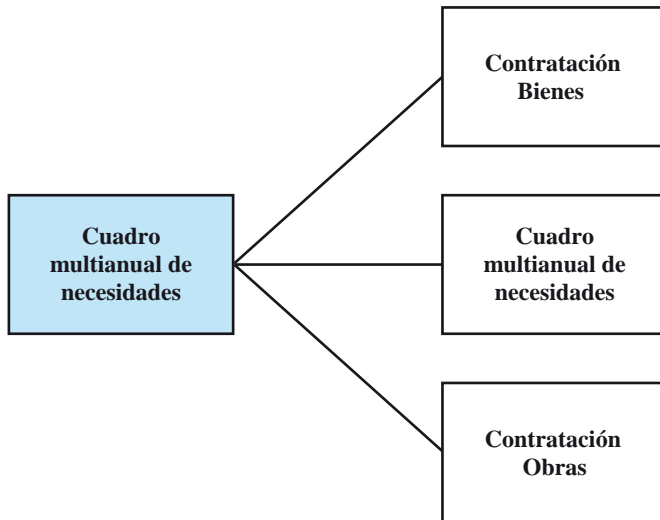 Contratación
Bienes
Cuadro
multianual de
necesidades
Cuadro
multianual de
necesidades
Contratación
Obras